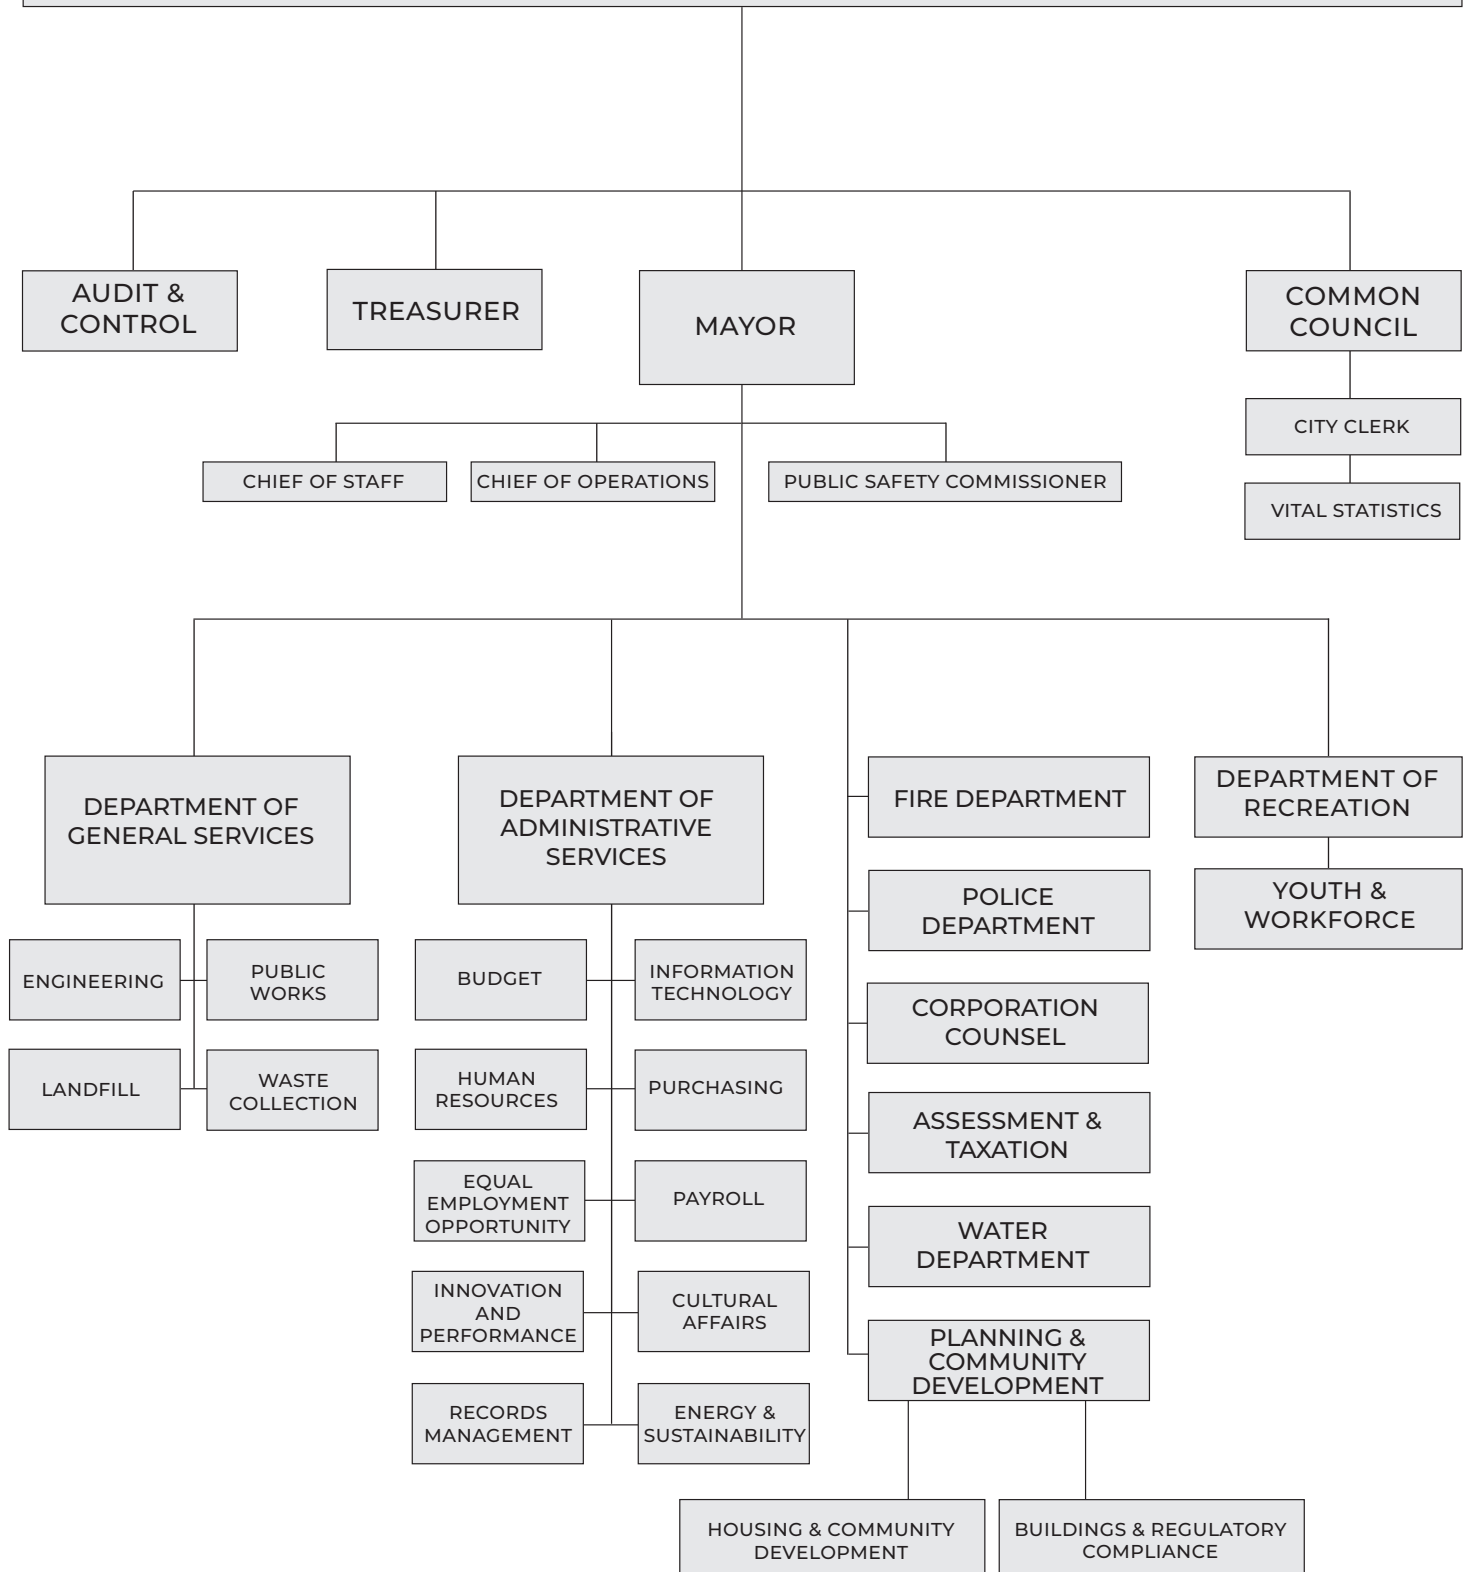 AUDIT &
CONTROL
TREASURER
MAYOR
COMMON
COUNCIL
CITY CLERK
VITAL STATISTICS
CHIEF OF STAFF
CHIEF OF OPERATIONS
PUBLIC SAFETY COMMISSIONER
DEPARTMENT OF
GENERAL SERVICES
ENGINEERING
PUBLIC
WORKS
LANDFILL
WASTE
COLLECTION
DEPARTMENT OF
ADMINISTRATIVE
SERVICES
BUDGET
INFORMATION
TECHNOLOGY
HUMAN
RESOURCES
PURCHASING
EQUAL
EMPLOYMENT
OPPORTUNITY
PAYROLL
INNOVATION
AND
PERFORMANCE
CULTURAL
AFFAIRS
RECORDS
MANAGEMENT
ENERGY &
SUSTAINABILITY
FIRE DEPARTMENT
POLICE
DEPARTMENT
CORPORATION
COUNSEL
ASSESSMENT &
TAXATION
WATER
DEPARTMENT
PLANNING &
COMMUNITY
DEVELOPMENT
HOUSING & COMMUNITY
DEVELOPMENT
BUILDINGS & REGULATORY
COMPLIANCE
DEPARTMENT OF
RECREATION
YOUTH &
WORKFORCE